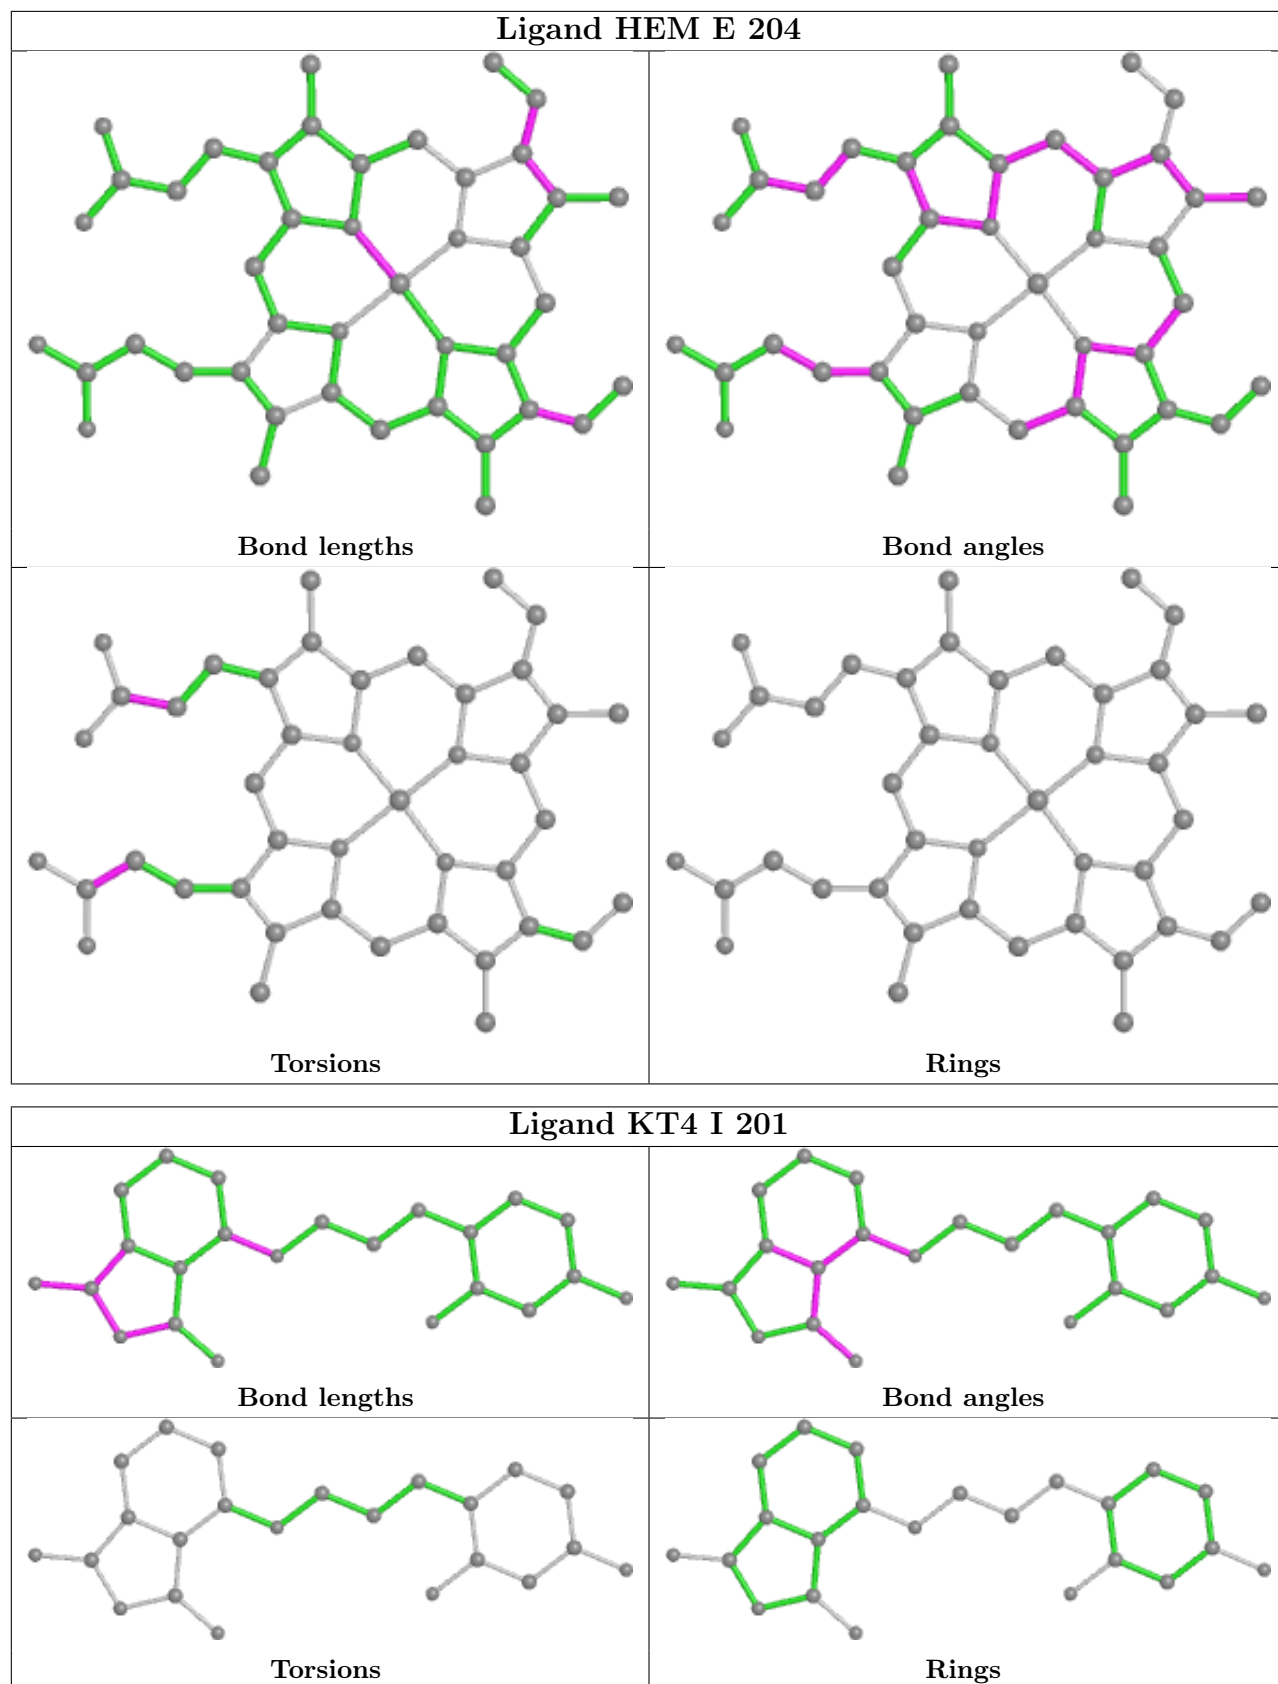 Ligand HEM E 204
Bond lengths
Bond angles
Torsions
Rings
Ligand KT4 I 201
Bond lengths
Bond angles
Torsions
Rings